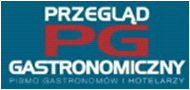 PRZEGLĄD
PG
GASTRONOMICZNY
PISMO GASTRONOMÓW I HOTELARZY